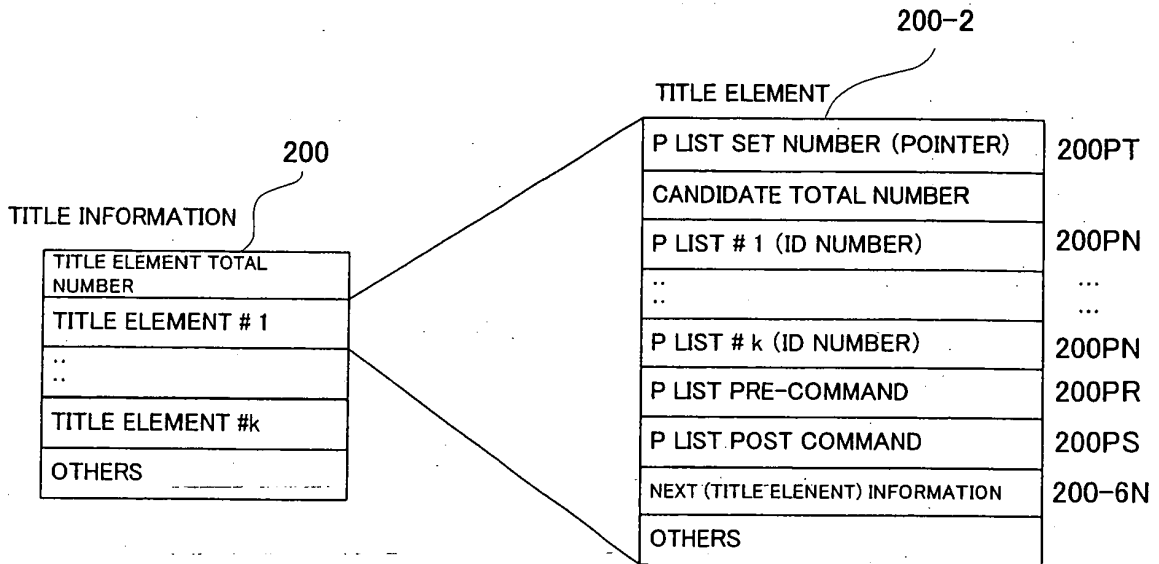 200-2
TITLE ELEMENT
P LIST SET NUMBER (POINTER) 200PT
CANDIDATE TOTAL NUMBER
P LIST # 1 (ID NUMBER) 200PN
:: ...
:: ...
P LIST # k (ID NUMBER) 200PN
P LIST PRE-COMMAND 200PR
P LIST POST COMMAND 200PS
NEXT (TITLE ELENENT) INFORMATION 200-6N
OTHERS
200
TITLE INFORMATION
TITLE ELEMENT TOTAL
NUMBER
TITLE ELEMENT # 1
::
::
TITLE ELEMENT #k
OTHERS